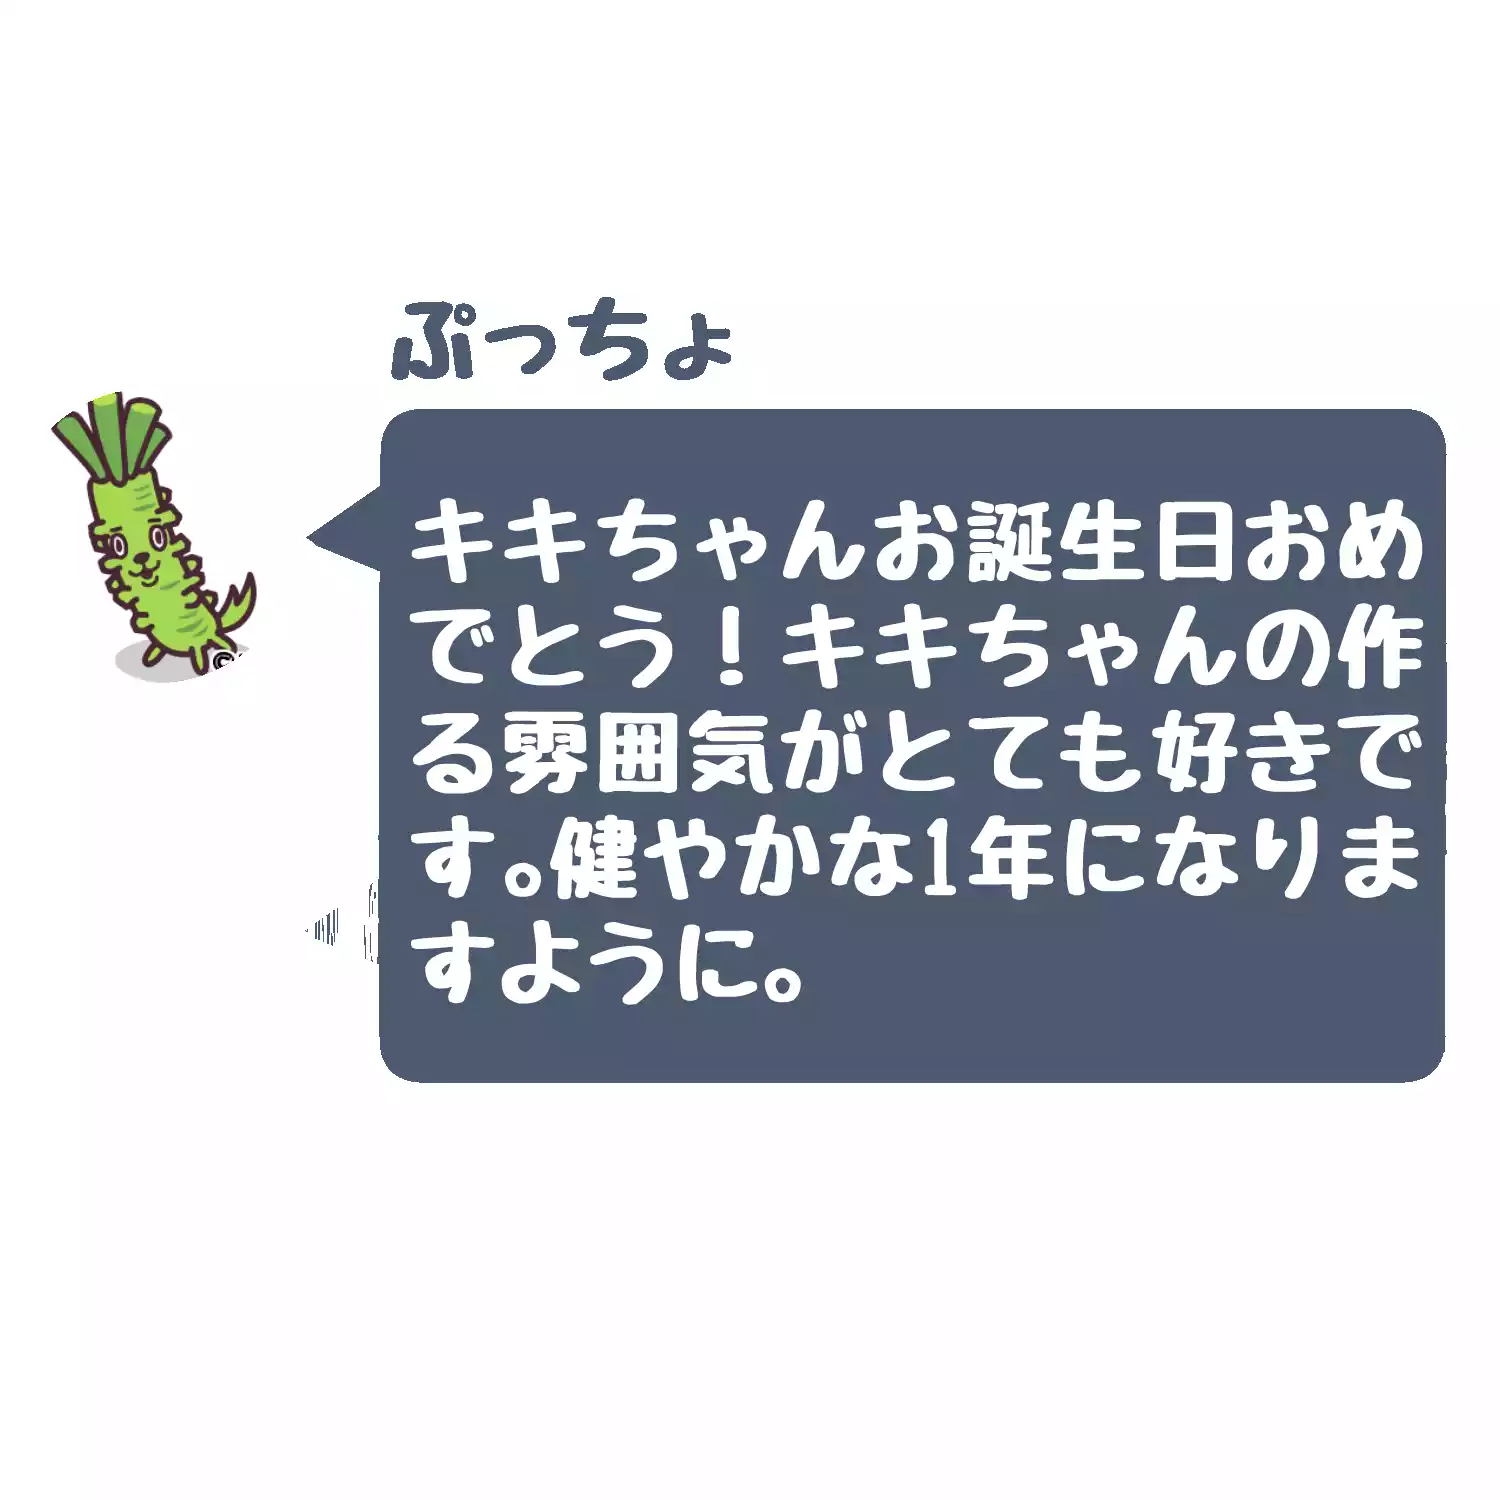 ぷっちょ
キキちゃんお誕生日おめ
でとう！キキちゃんの作
る雰囲気がとても好きで
す。健やかな1年になりま
すように。
©